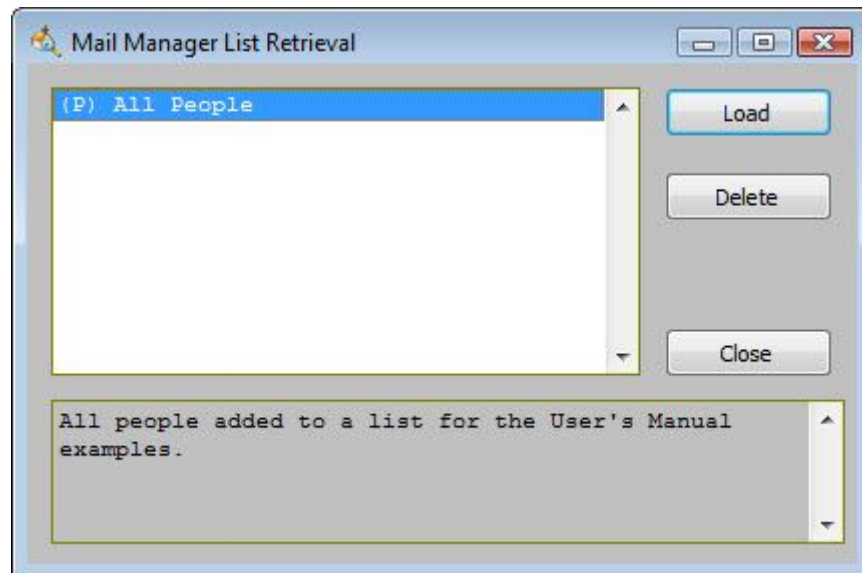 Mail Manager List Retrieval
(P) All People
Load
Delete
Close
All people added to a list for the User's Manual
examples.